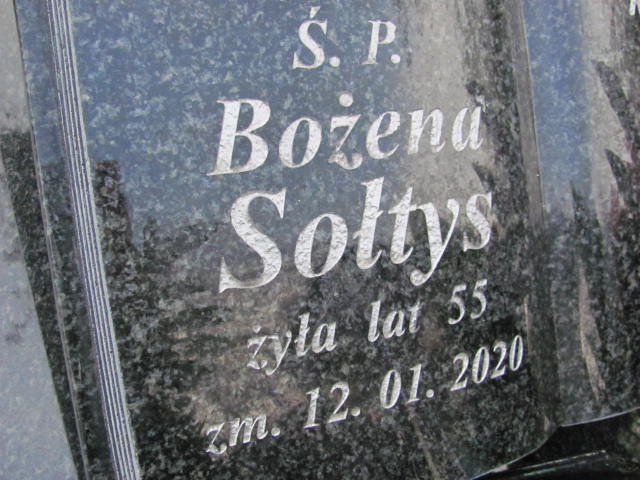 Ś. P.
Bożena
Sołtys
żyła lat 55
zm. 12. 01. 2020